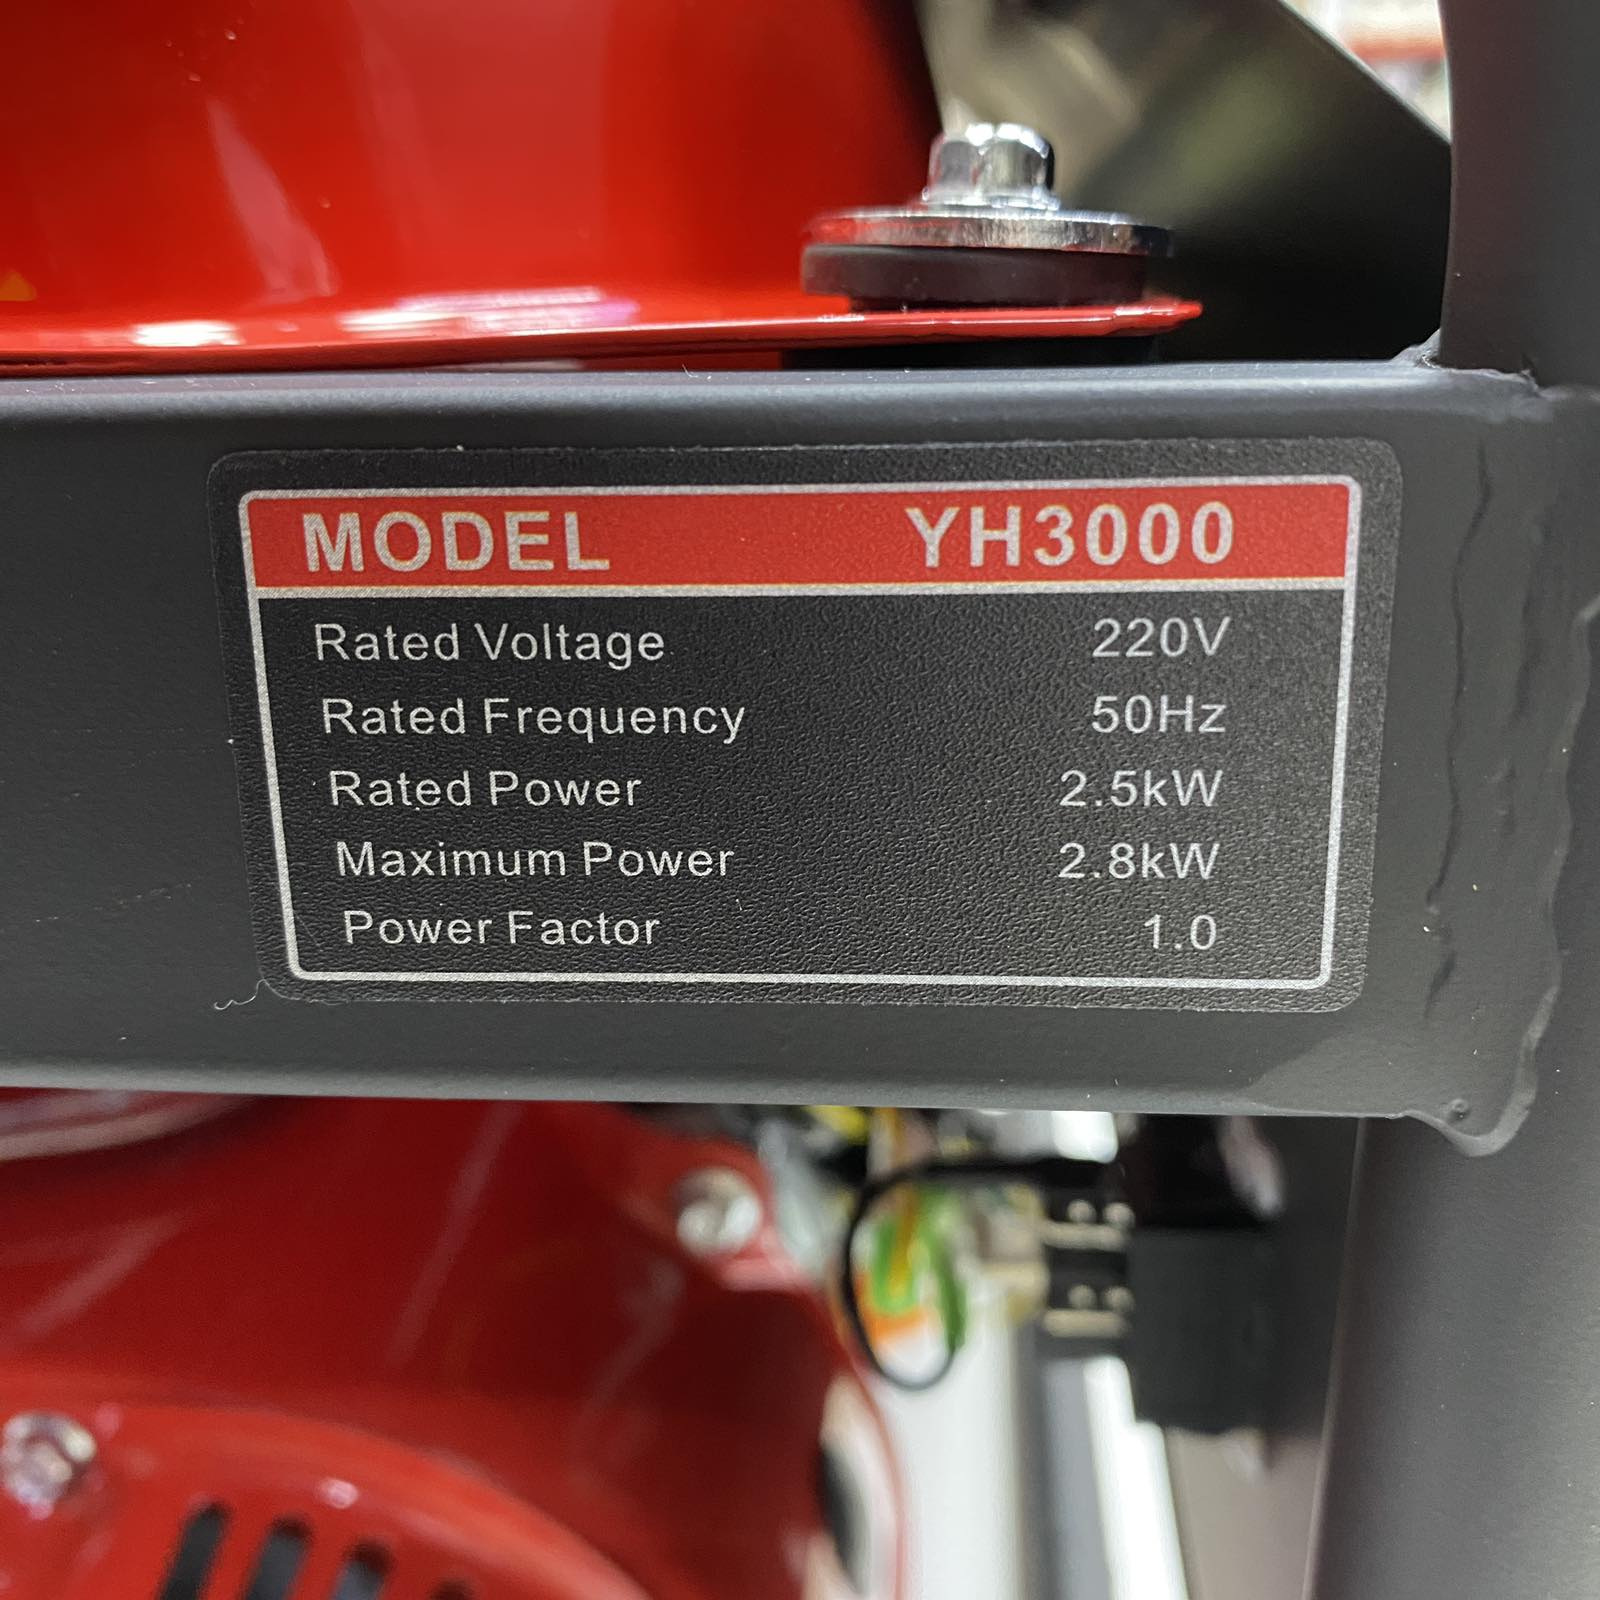 MODEL YH3000
Rated Voltage 220V
Rated Frequency 50Hz
Rated Power 2.5kW
Maximum Power 2.8kW
Power Factor 1.0